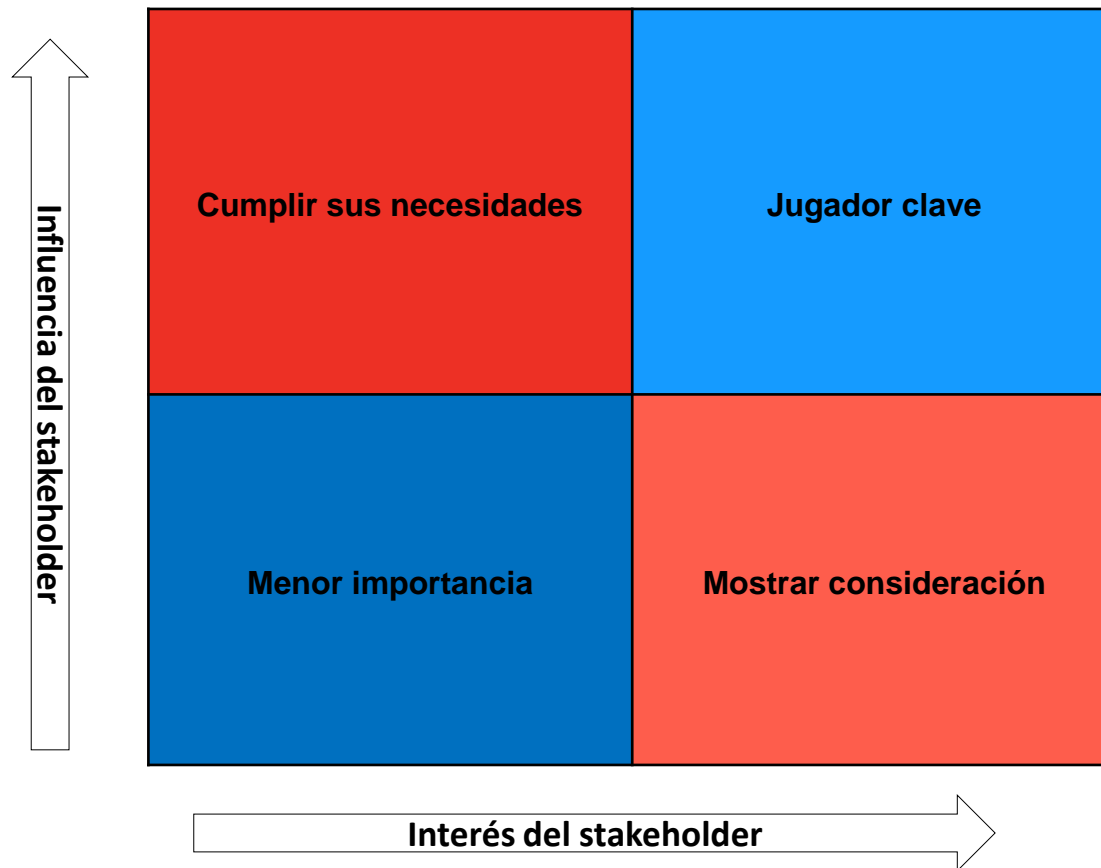 Influencia del stakeholder
Cumplir sus necesidades
Jugador clave
Menor importancia
Mostrar consideración
Interés del stakeholder